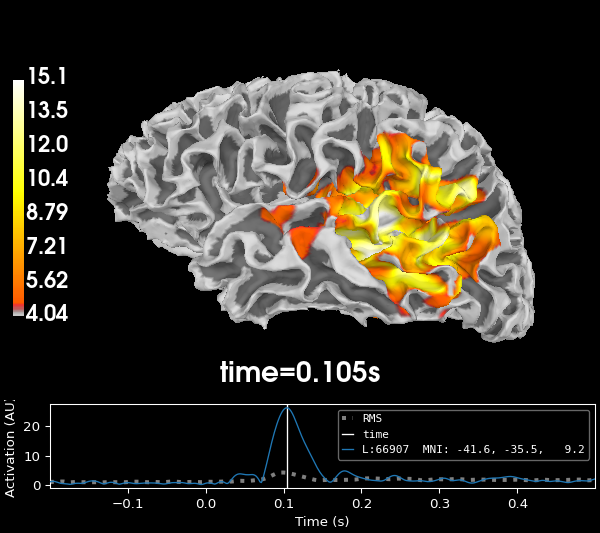 15.1
13.5
12.0
10.4
8.79
7.21
5.62
4.04
time=0.105s
Activation (AU)
20
10
0
RMS
time
L:66907 MNI: -41.6, -35.5, 9.2
−0.1
0.0
0.1
0.2
0.3
0.4
Time (s)